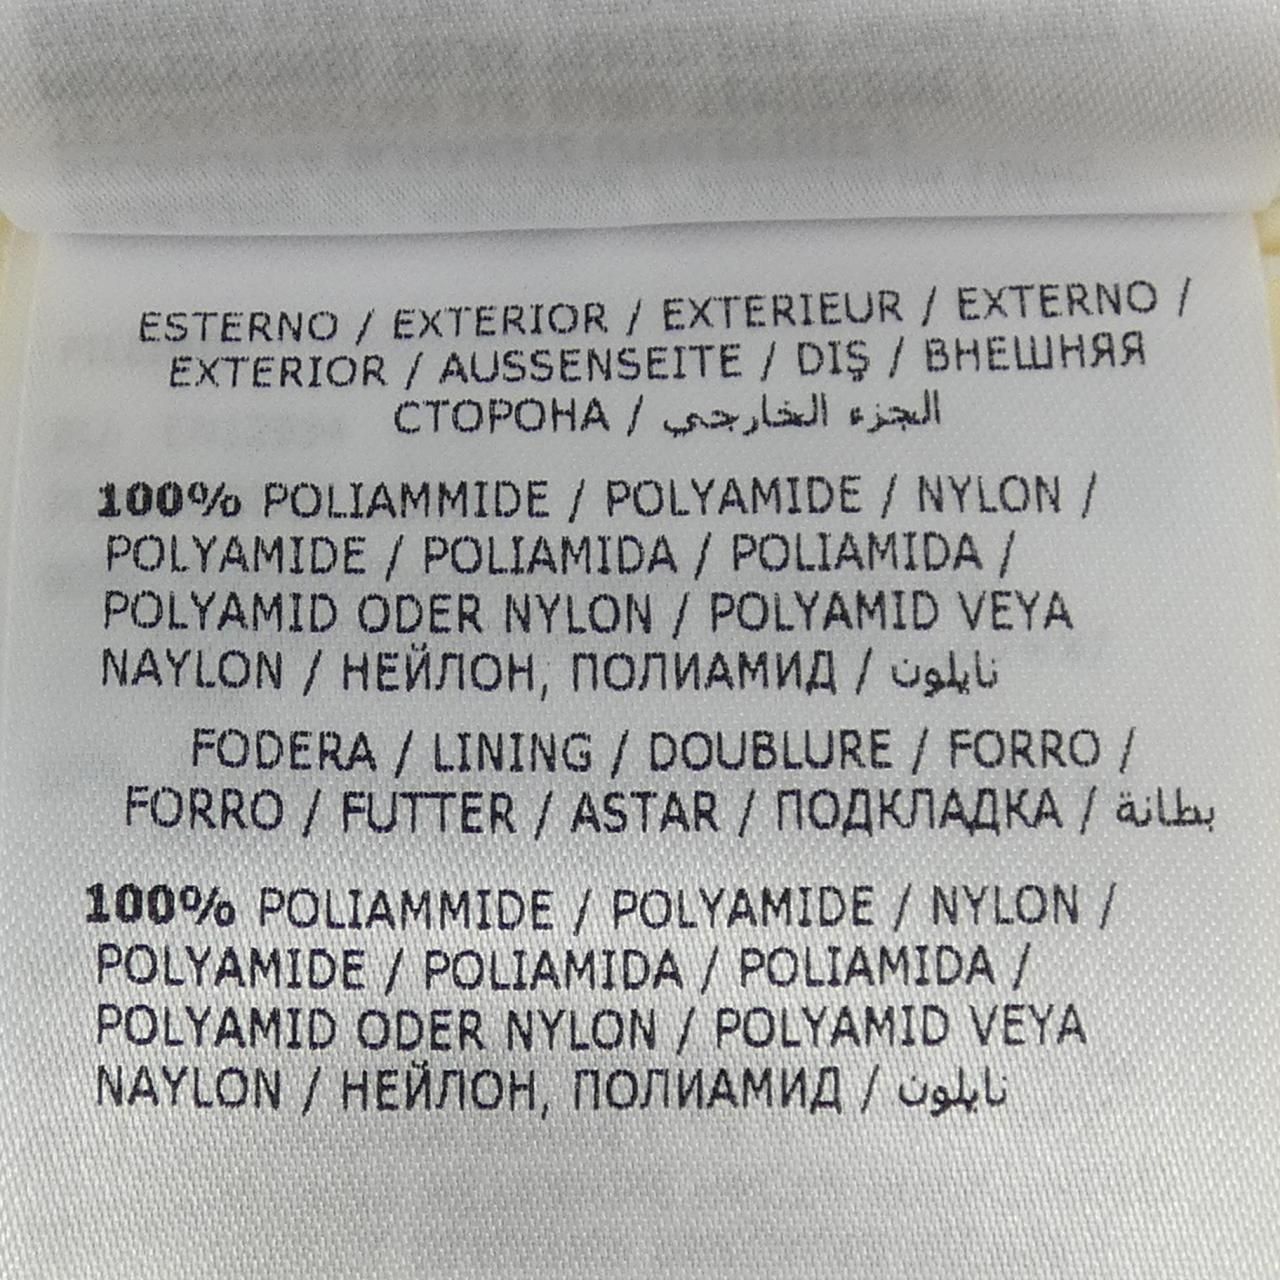 ESTERNO / EXTERIOR / EXTERIEUR / EXTERNO /
EXTERIOR / AUSSENSEITE / DIŞ / ВНЕШНЯЯ
СТОРОНА / الجزء الخارجي
100% POLIAMMIDE / POLYAMIDE / NYLON /
POLYAMIDE / POLIAMIDA / POLIAMIDA /
POLYAMID ODER NYLON / POLYAMID VEYA
NAYLON / НЕЙЛОН, ПОЛИАМИД / نايلون
FODERA / LINING / DOUBLURE / FORRO /
FORRO / FUTTER / ASTAR / ПОДКЛАДКА / بطانة
100% POLIAMMIDE / POLYAMIDE / NYLON /
POLYAMIDE / POLIAMIDA / POLIAMIDA /
POLYAMID ODER NYLON / POLYAMID VEYA
NAYLON / НЕЙЛОН, ПОЛИАМИД / نايلون